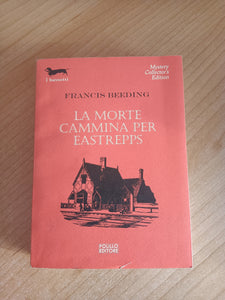 I bassotti
Mystery
Collector's
Edition
FRANCIS BEEDING
LA MORTE
CAMMINA PER
EASTREPPS
POLILLO
EDITORE